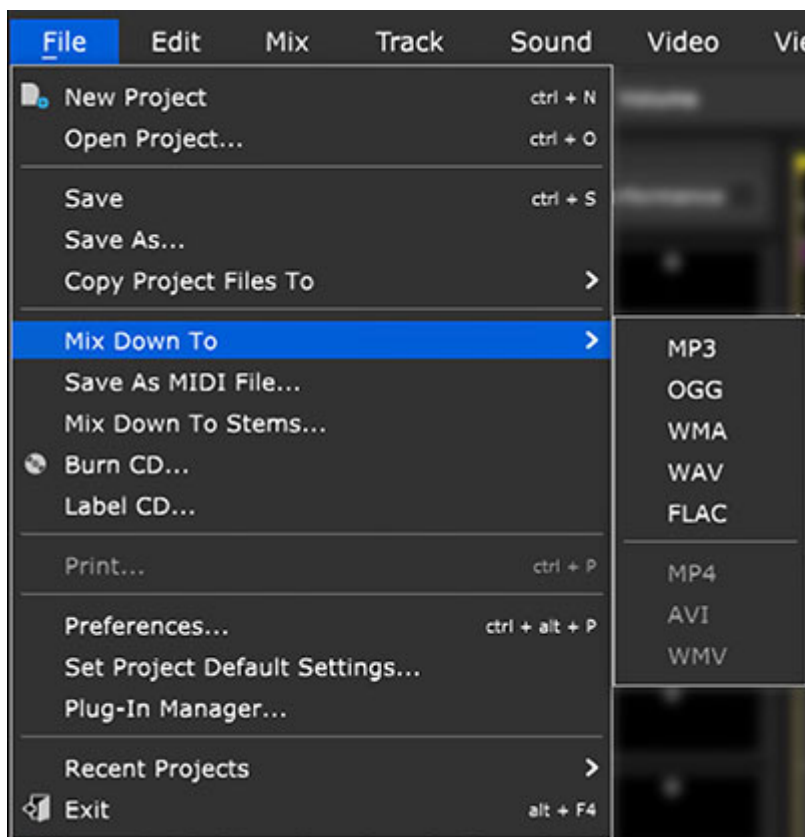 File Edit Mix Track Sound Video
New Project ctrl + N
Open Project... ctrl + O
Save ctrl + S
Save As...
Copy Project Files To
Mix Down To
Save As MIDI File...
Mix Down To Stems...
Burn CD...
Label CD...
Print... ctrl + P
Preferences... ctrl + alt + P
Set Project Default Settings...
Plug-In Manager...
Recent Projects
Exit alt + F4
MP3
OGG
WMA
WAV
FLAC
MP4
AVI
WMV